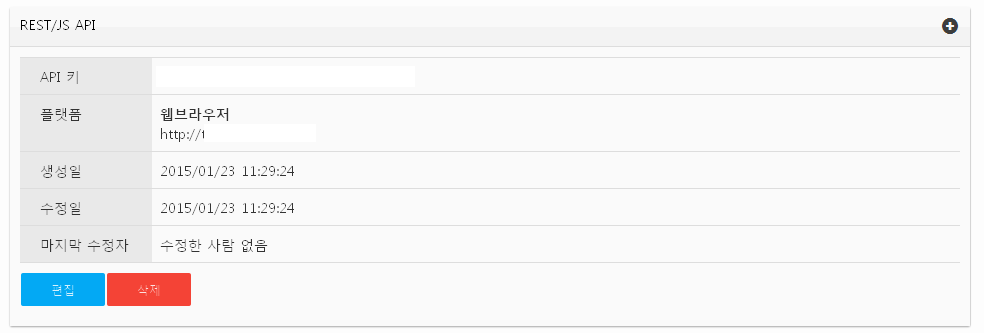 REST/JS API
API 키
플랫폼 웹브라우저
http://t
생성일 2015/01/23 11:29:24
수정일 2015/01/23 11:29:24
마지막 수정자 수정한 사람 없음
편집 삭제